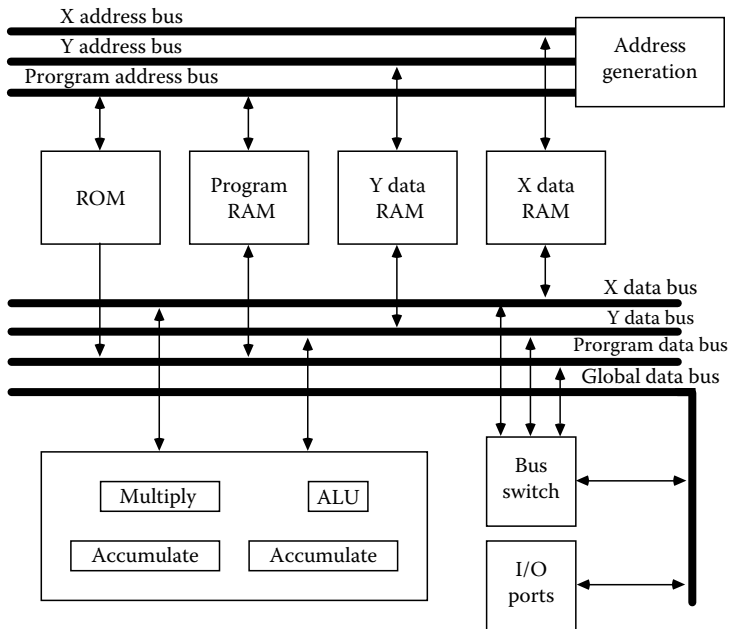 X address bus
Y address bus
Prorgram address bus
Address
generation
ROM
Program
RAM
Y data
RAM
X data
RAM
X data bus
Y data bus
Prorgram data bus
Global data bus
Multiply
ALU
Accumulate
Accumulate
Bus
switch
I/O
ports